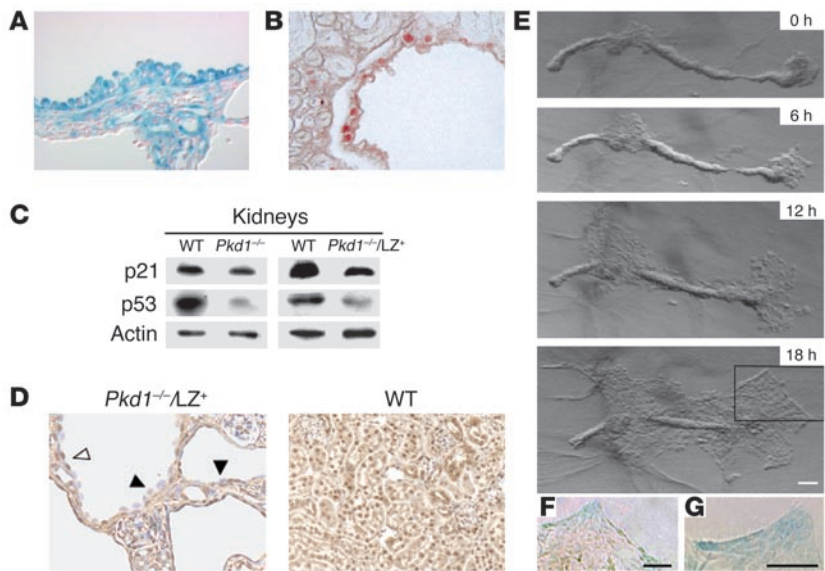 A
B
C
Kidneys
WT Pkd1–/– WT Pkd1–/–/LZ+
p21
p53
Actin
D
Pkd1–/–/LZ+ WT
E
0 h
6 h
12 h
18 h
F
G